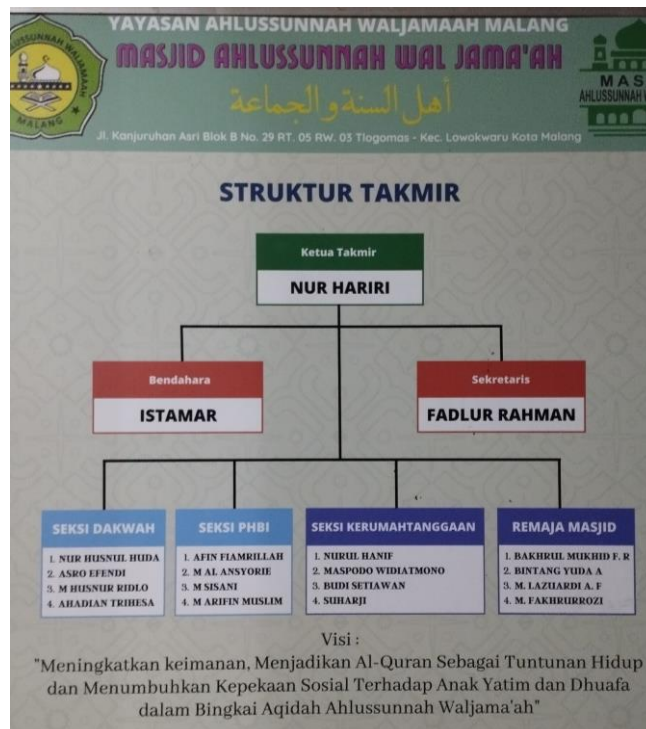 YAYASAN AHLUSSUNNAH WALJAMAAH MALANG
MASJID AHLUSSUNNAH WAL JAMA'AH
أهل السنة والجماعة
Jl. Kanjuruhan Asri Blok B No. 29 RT. 05 RW. 03 Tlogomas - Kec. Lowokwaru Kota Malang
MALANG
MAS
AHLUSSUNNAH
STRUKTUR TAKMIR
Ketua Takmir
NUR HARIRI
Bendahara
ISTAMAR
Sekretaris
FADLUR RAHMAN
SEKSI DAKWAH
1. NUR HUSNUL HUDA
2. ASRO EFENDI
3. M HUSNUR RIDLO
4. AHADIAN TRIHESA
SEKSI PHBI
1. AFIN FIAMRILLAH
2. M AL ANSYORIE
3. M SISANI
4. M ARIFIN MUSLIM
SEKSI KERUMAHTANGGAAN
1. NURUL HANIF
2. MASPODO WIDIATMONO
3. BUDI SETIAWAN
4. SUHARJI
REMAJA MASJID
1. BAKHRUL MUKHID F. R
2. BINTANG YUDA A
3. M. LAZUARDI A. F
4. M. FAKHRURROZI
Visi :
"Meningkatkan keimanan, Menjadikan Al-Quran Sebagai Tuntunan Hidup
dan Menumbuhkan Kepekaan Sosial Terhadap Anak Yatim dan Dhuafa
dalam Bingkai Aqidah Ahlussunnah Waljama'ah"